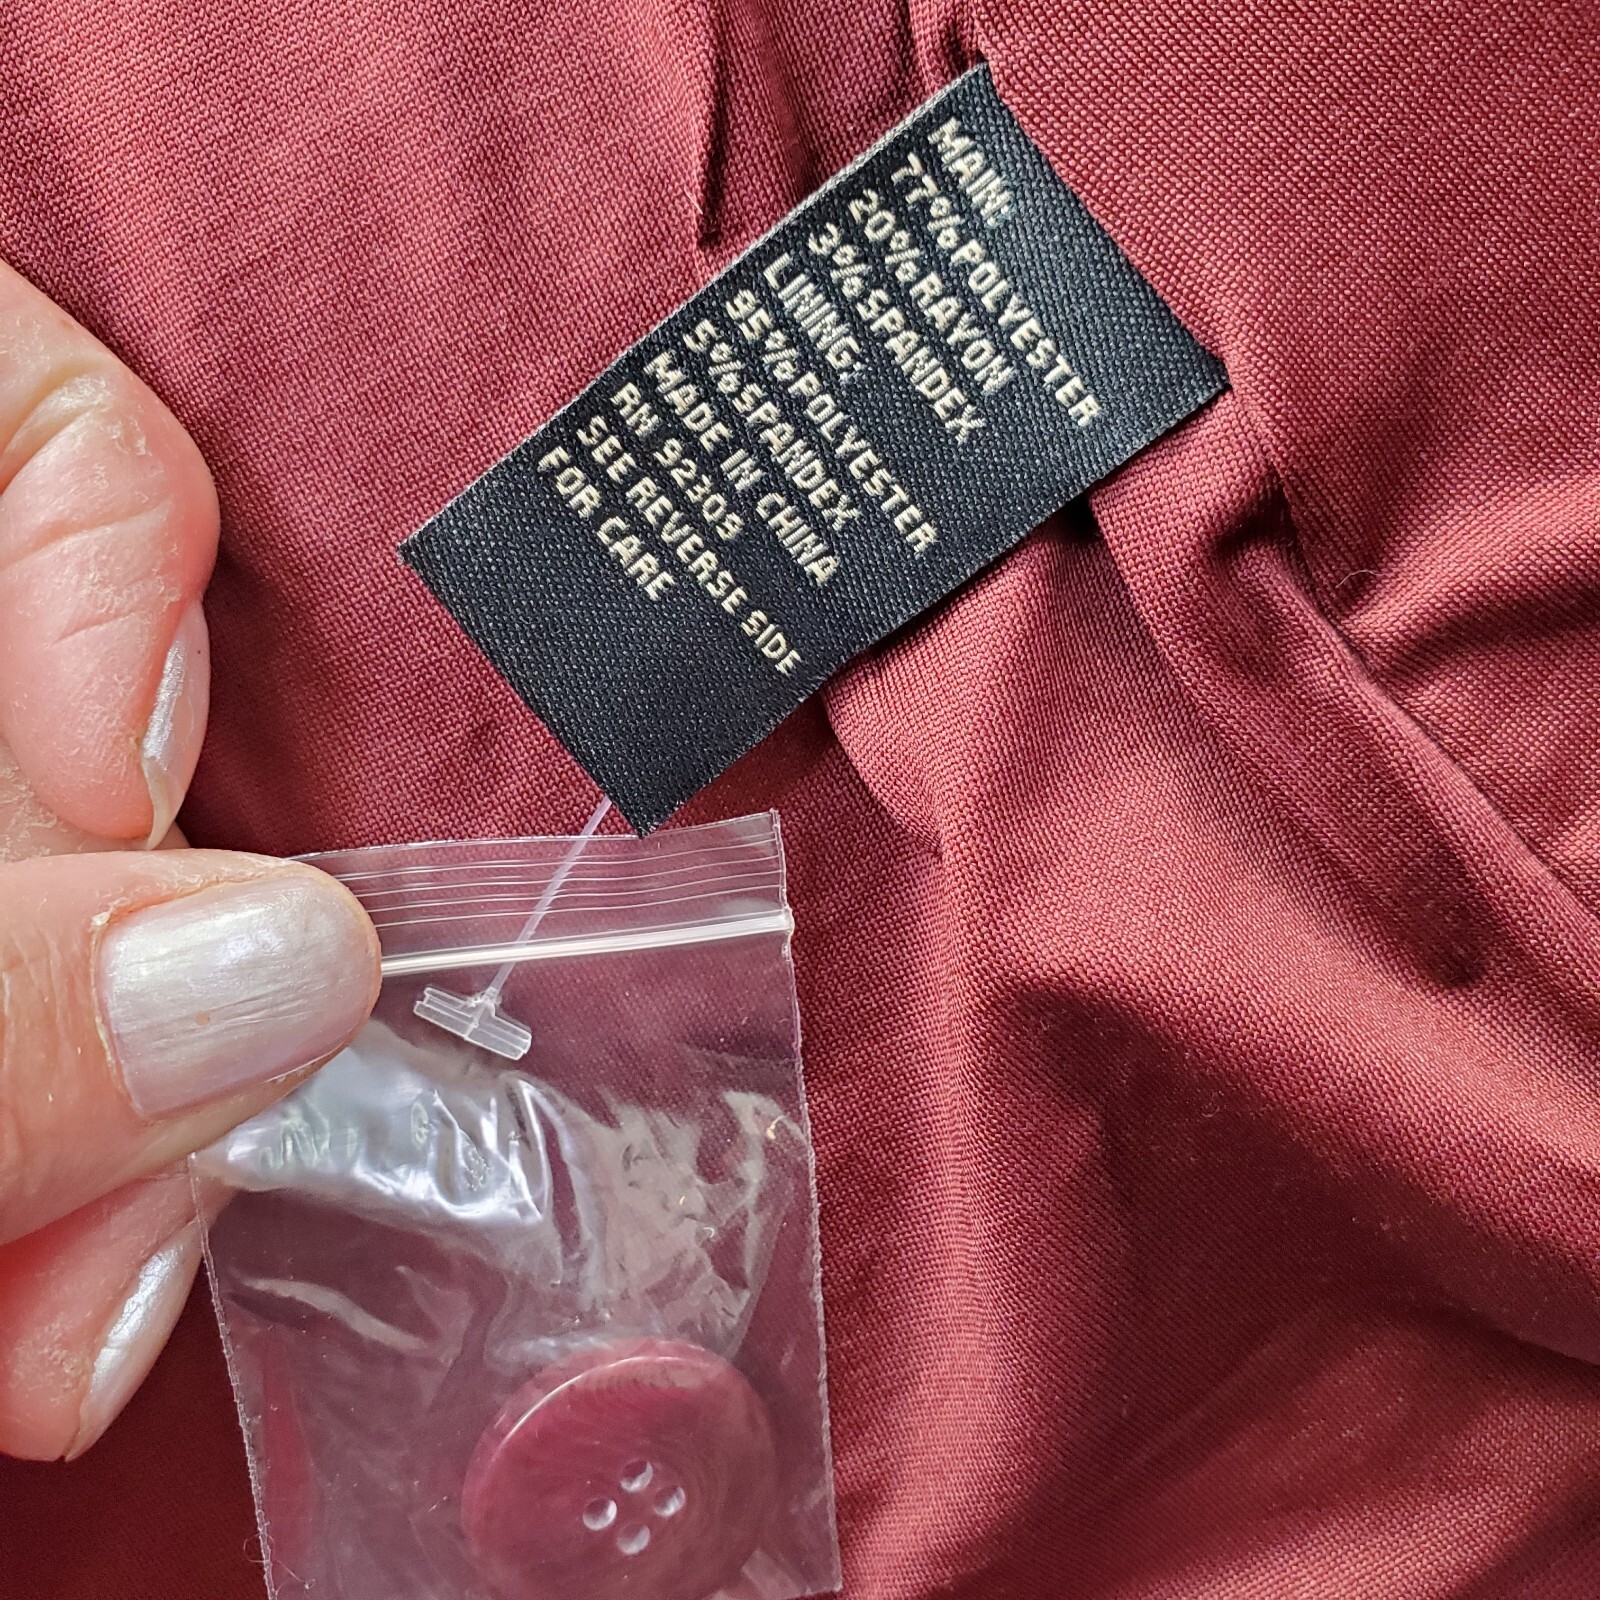 MAIN:
77%POLYESTER
20%RAYON
3%SPANDEX
LINING:
95%POLYESTER
5%SPANDEX
MADE IN CHINA
RN 92309
SEE REVERSE SIDE
FOR CARE